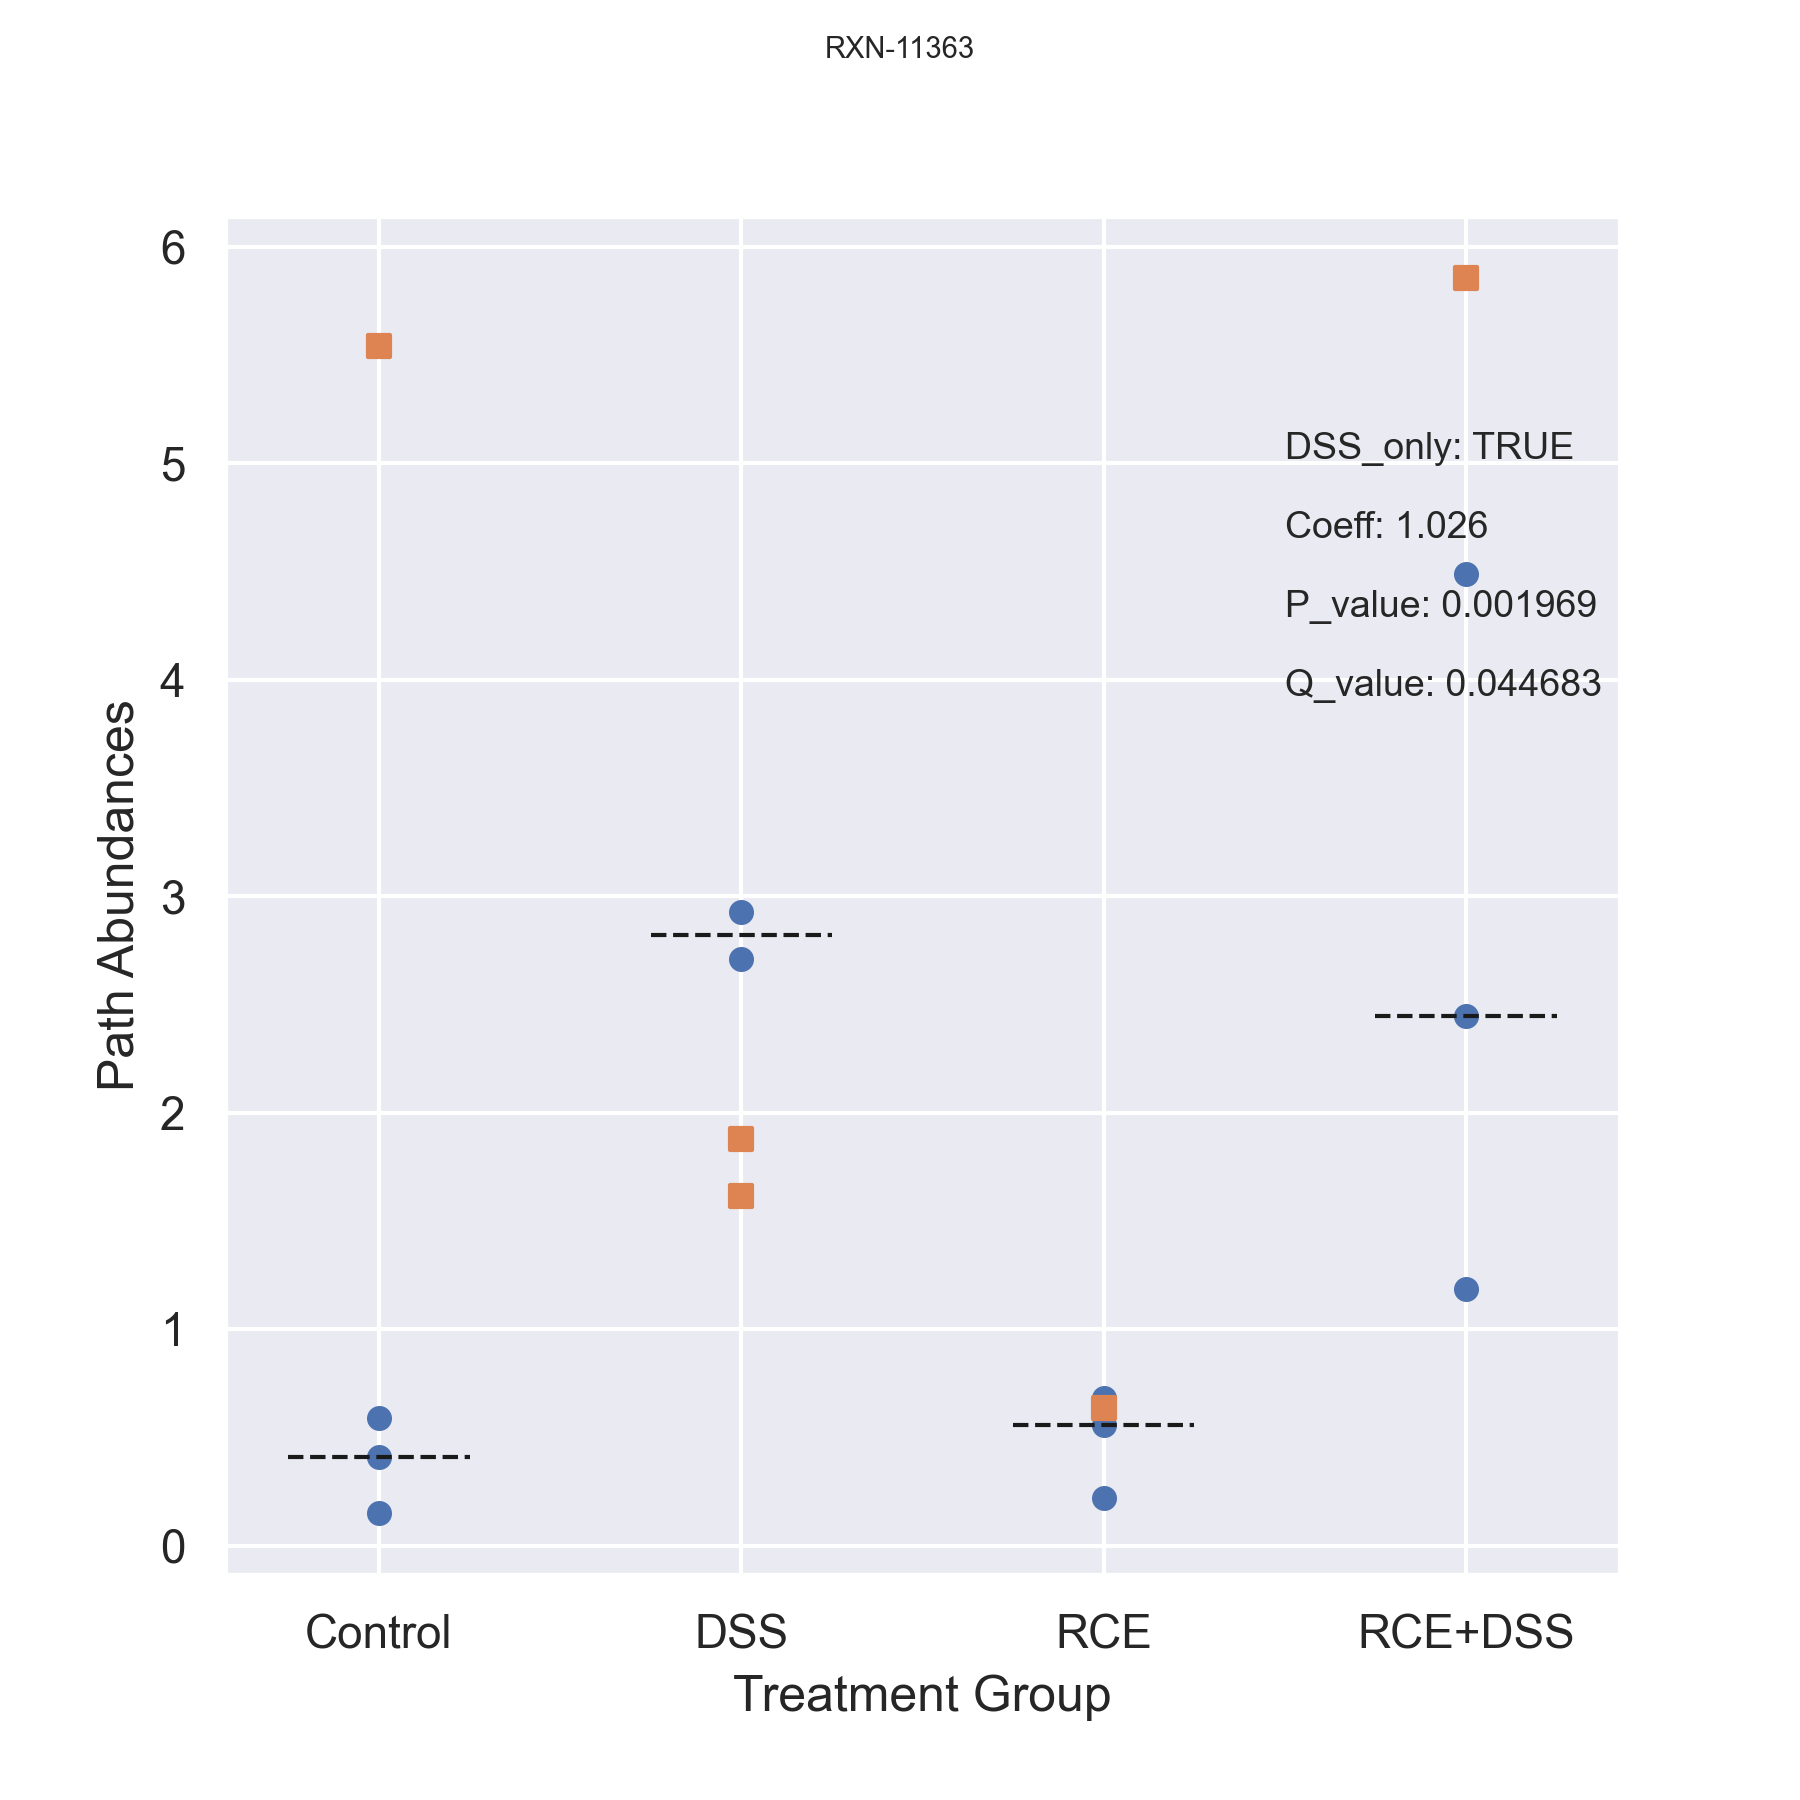 RXN-11363
6
5
4
3
2
1
0
Path Abundances
DSS_only: TRUE
Coeff: 1.026
P_value: 0.001969
Q_value: 0.044683
Control
DSS
RCE
RCE+DSS
Treatment Group